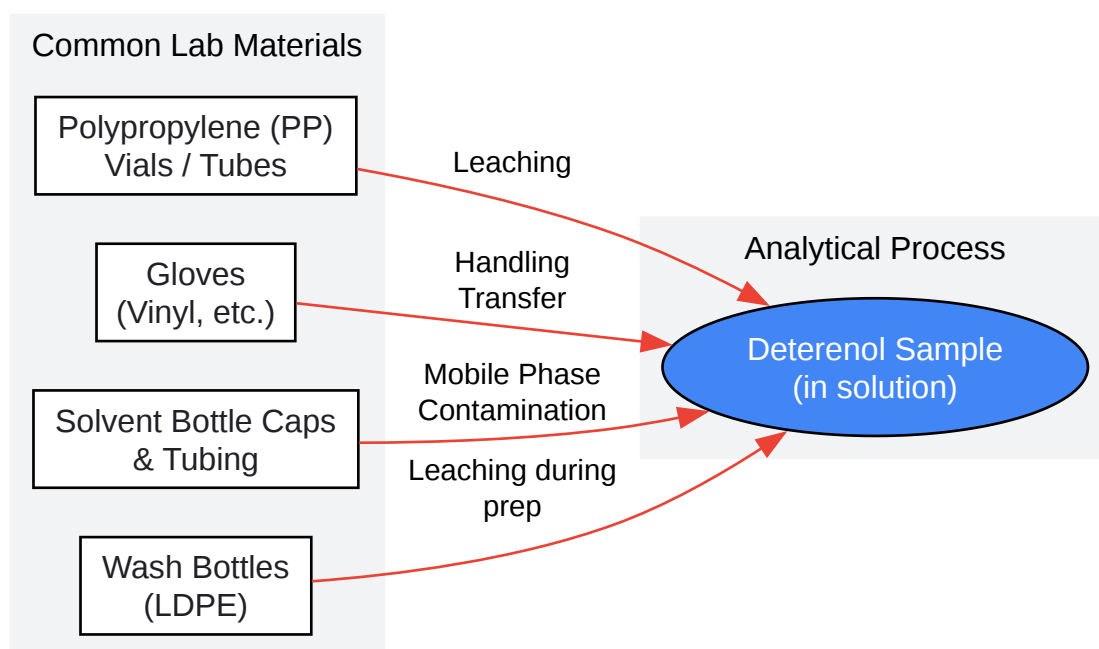 Common Lab Materials
Polypropylene (PP)
Vials / Tubes
Leaching
Gloves
(Vinyl, etc.)
Handling
Transfer
Solvent Bottle Caps
& Tubing
Mobile Phase
Contamination
Wash Bottles
(LDPE)
Leaching during
prep
Analytical Process
Deterenol Sample
(in solution)